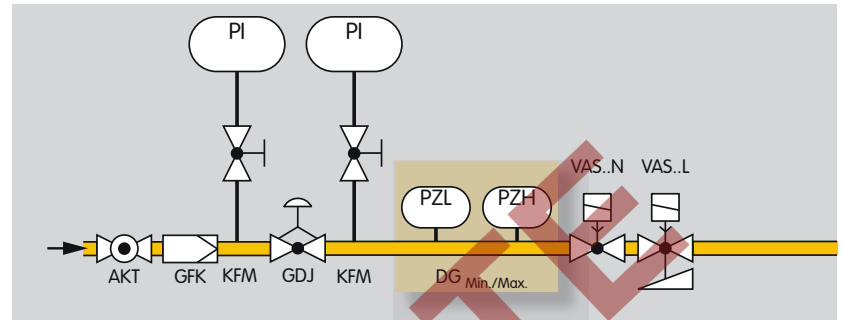 PI PI
PZL PZH VAS..N VAS..L
AKT GFK KFM GDJ KFM DG Min./Max.